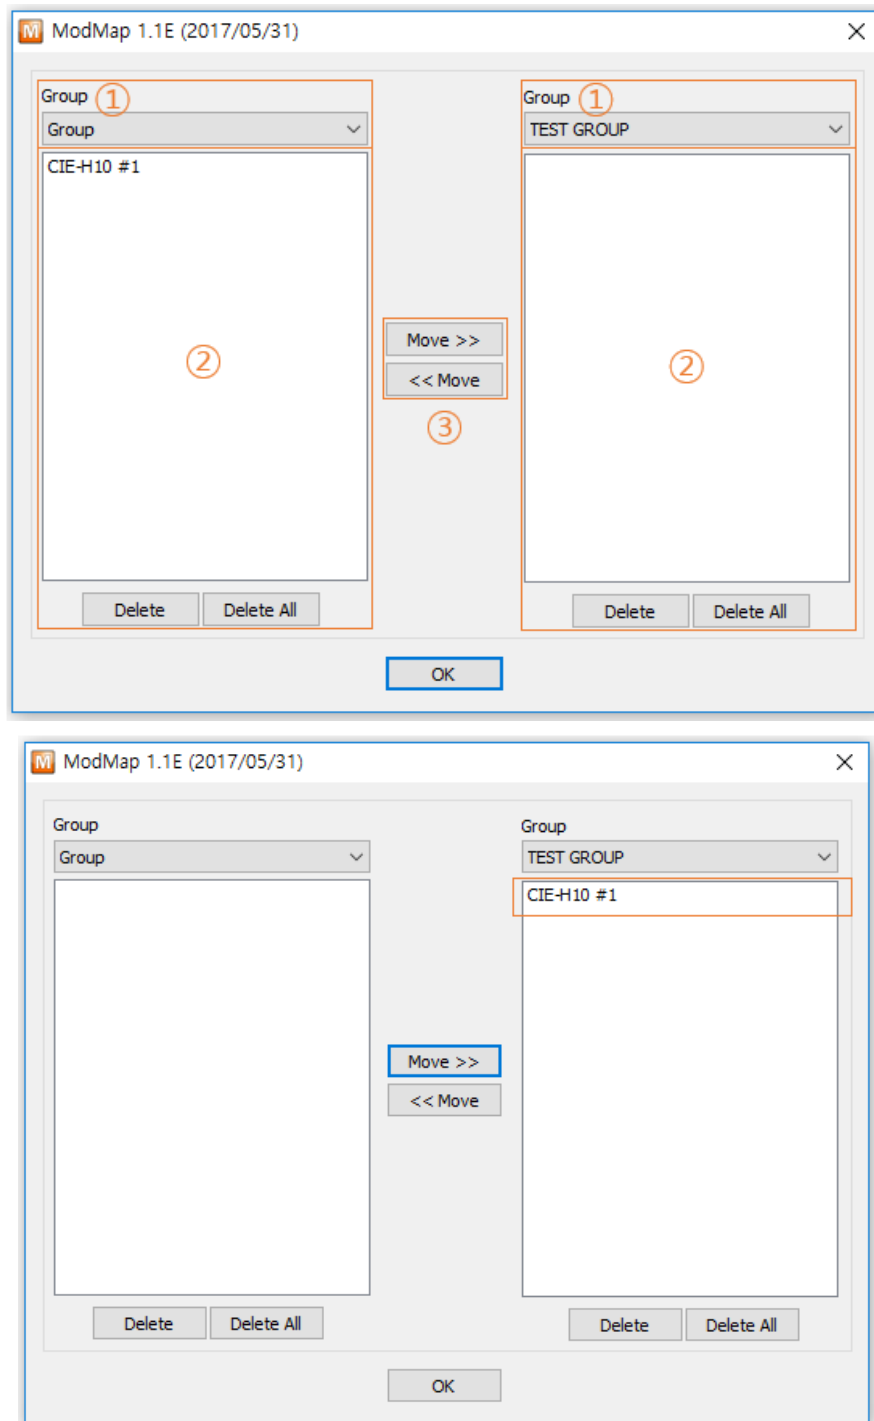 ModMap 1.1E (2017/05/31)
Group ① Group ①
Group TEST GROUP
CIE-H10 #1
Move >>
② ②
<< Move
③
Delete Delete All Delete Delete All
OK
ModMap 1.1E (2017/05/31)
Group Group
Group TEST GROUP
CIE-H10 #1
Move >>
<< Move
Delete Delete All Delete Delete All
OK